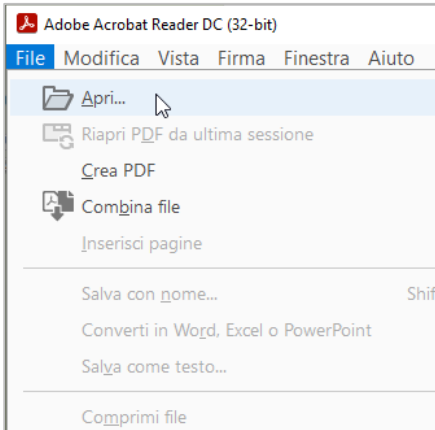 Adobe Acrobat Reader DC (32-bit)
File Modifica Vista Firma Finestra Aiuto
Apri...
Riapri PDF da ultima sessione
Crea PDF
Combina file
Inserisci pagine
Salva con nome... Shif
Converti in Word, Excel o PowerPoint
Salva come testo...
Comprimi file